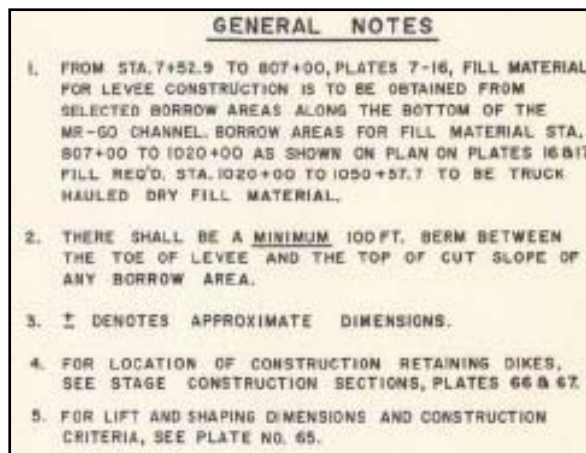 GENERAL NOTES
1. FROM STA. 7+52.9 TO 807+00, PLATES 7-16, FILL MATERIAL
FOR LEVEE CONSTRUCTION IS TO BE OBTAINED FROM
SELECTED BORROW AREAS ALONG THE BOTTOM OF THE
MR-GO CHANNEL. BORROW AREAS FOR FILL MATERIAL STA.
807+00 TO 1020+00 AS SHOWN ON PLAN ON PLATES 16&17
FILL REQ'D. STA. 1020+00 TO 1050+57.7 TO BE TRUCK
HAULED DRY FILL MATERIAL.
2. THERE SHALL BE A MINIMUM 100 FT. BERM BETWEEN
THE TOE OF LEVEE AND THE TOP OF CUT SLOPE OF
ANY BORROW AREA.
3. ± DENOTES APPROXIMATE DIMENSIONS.
4. FOR LOCATION OF CONSTRUCTION RETAINING DIKES,
SEE STAGE CONSTRUCTION SECTIONS, PLATES 66 & 67.
5. FOR LIFT AND SHAPING DIMENSIONS AND CONSTRUCTION
CRITERIA, SEE PLATE NO. 65.